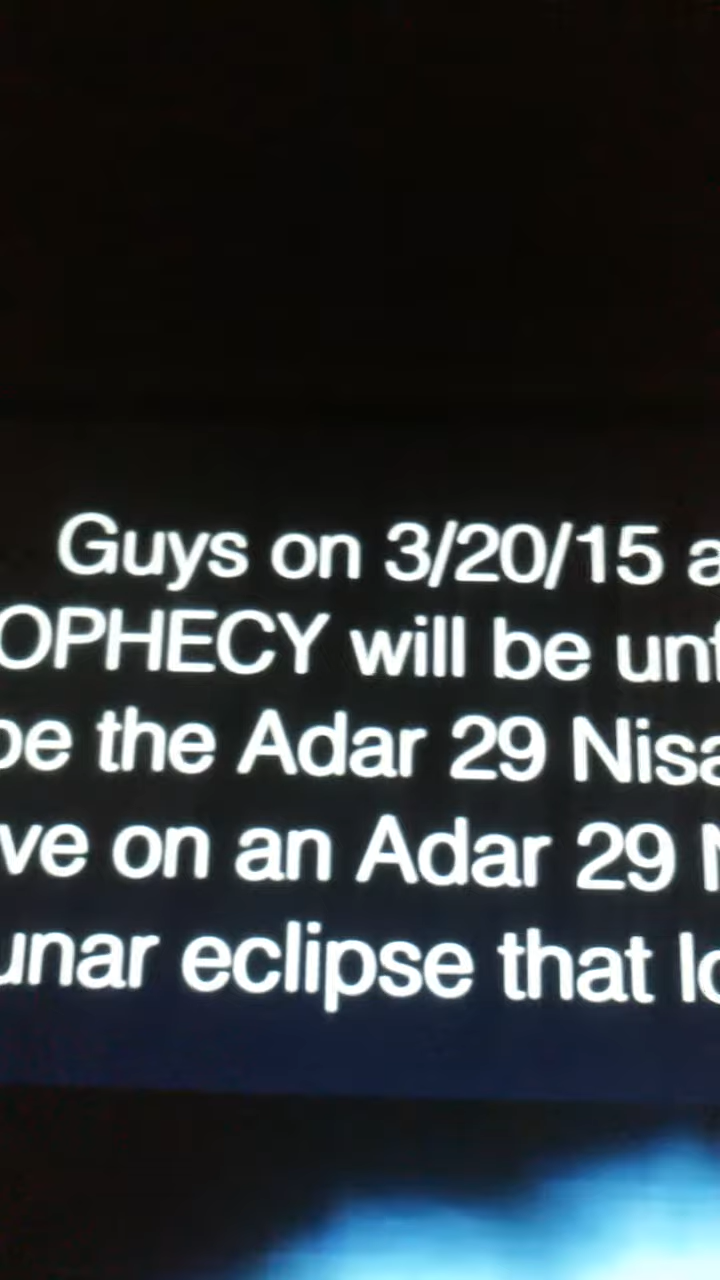 Guys on 3/20/15 a
OPHECY will be unf
be the Adar 29 Nisa
ve on an Adar 29 N
unar eclipse that lo